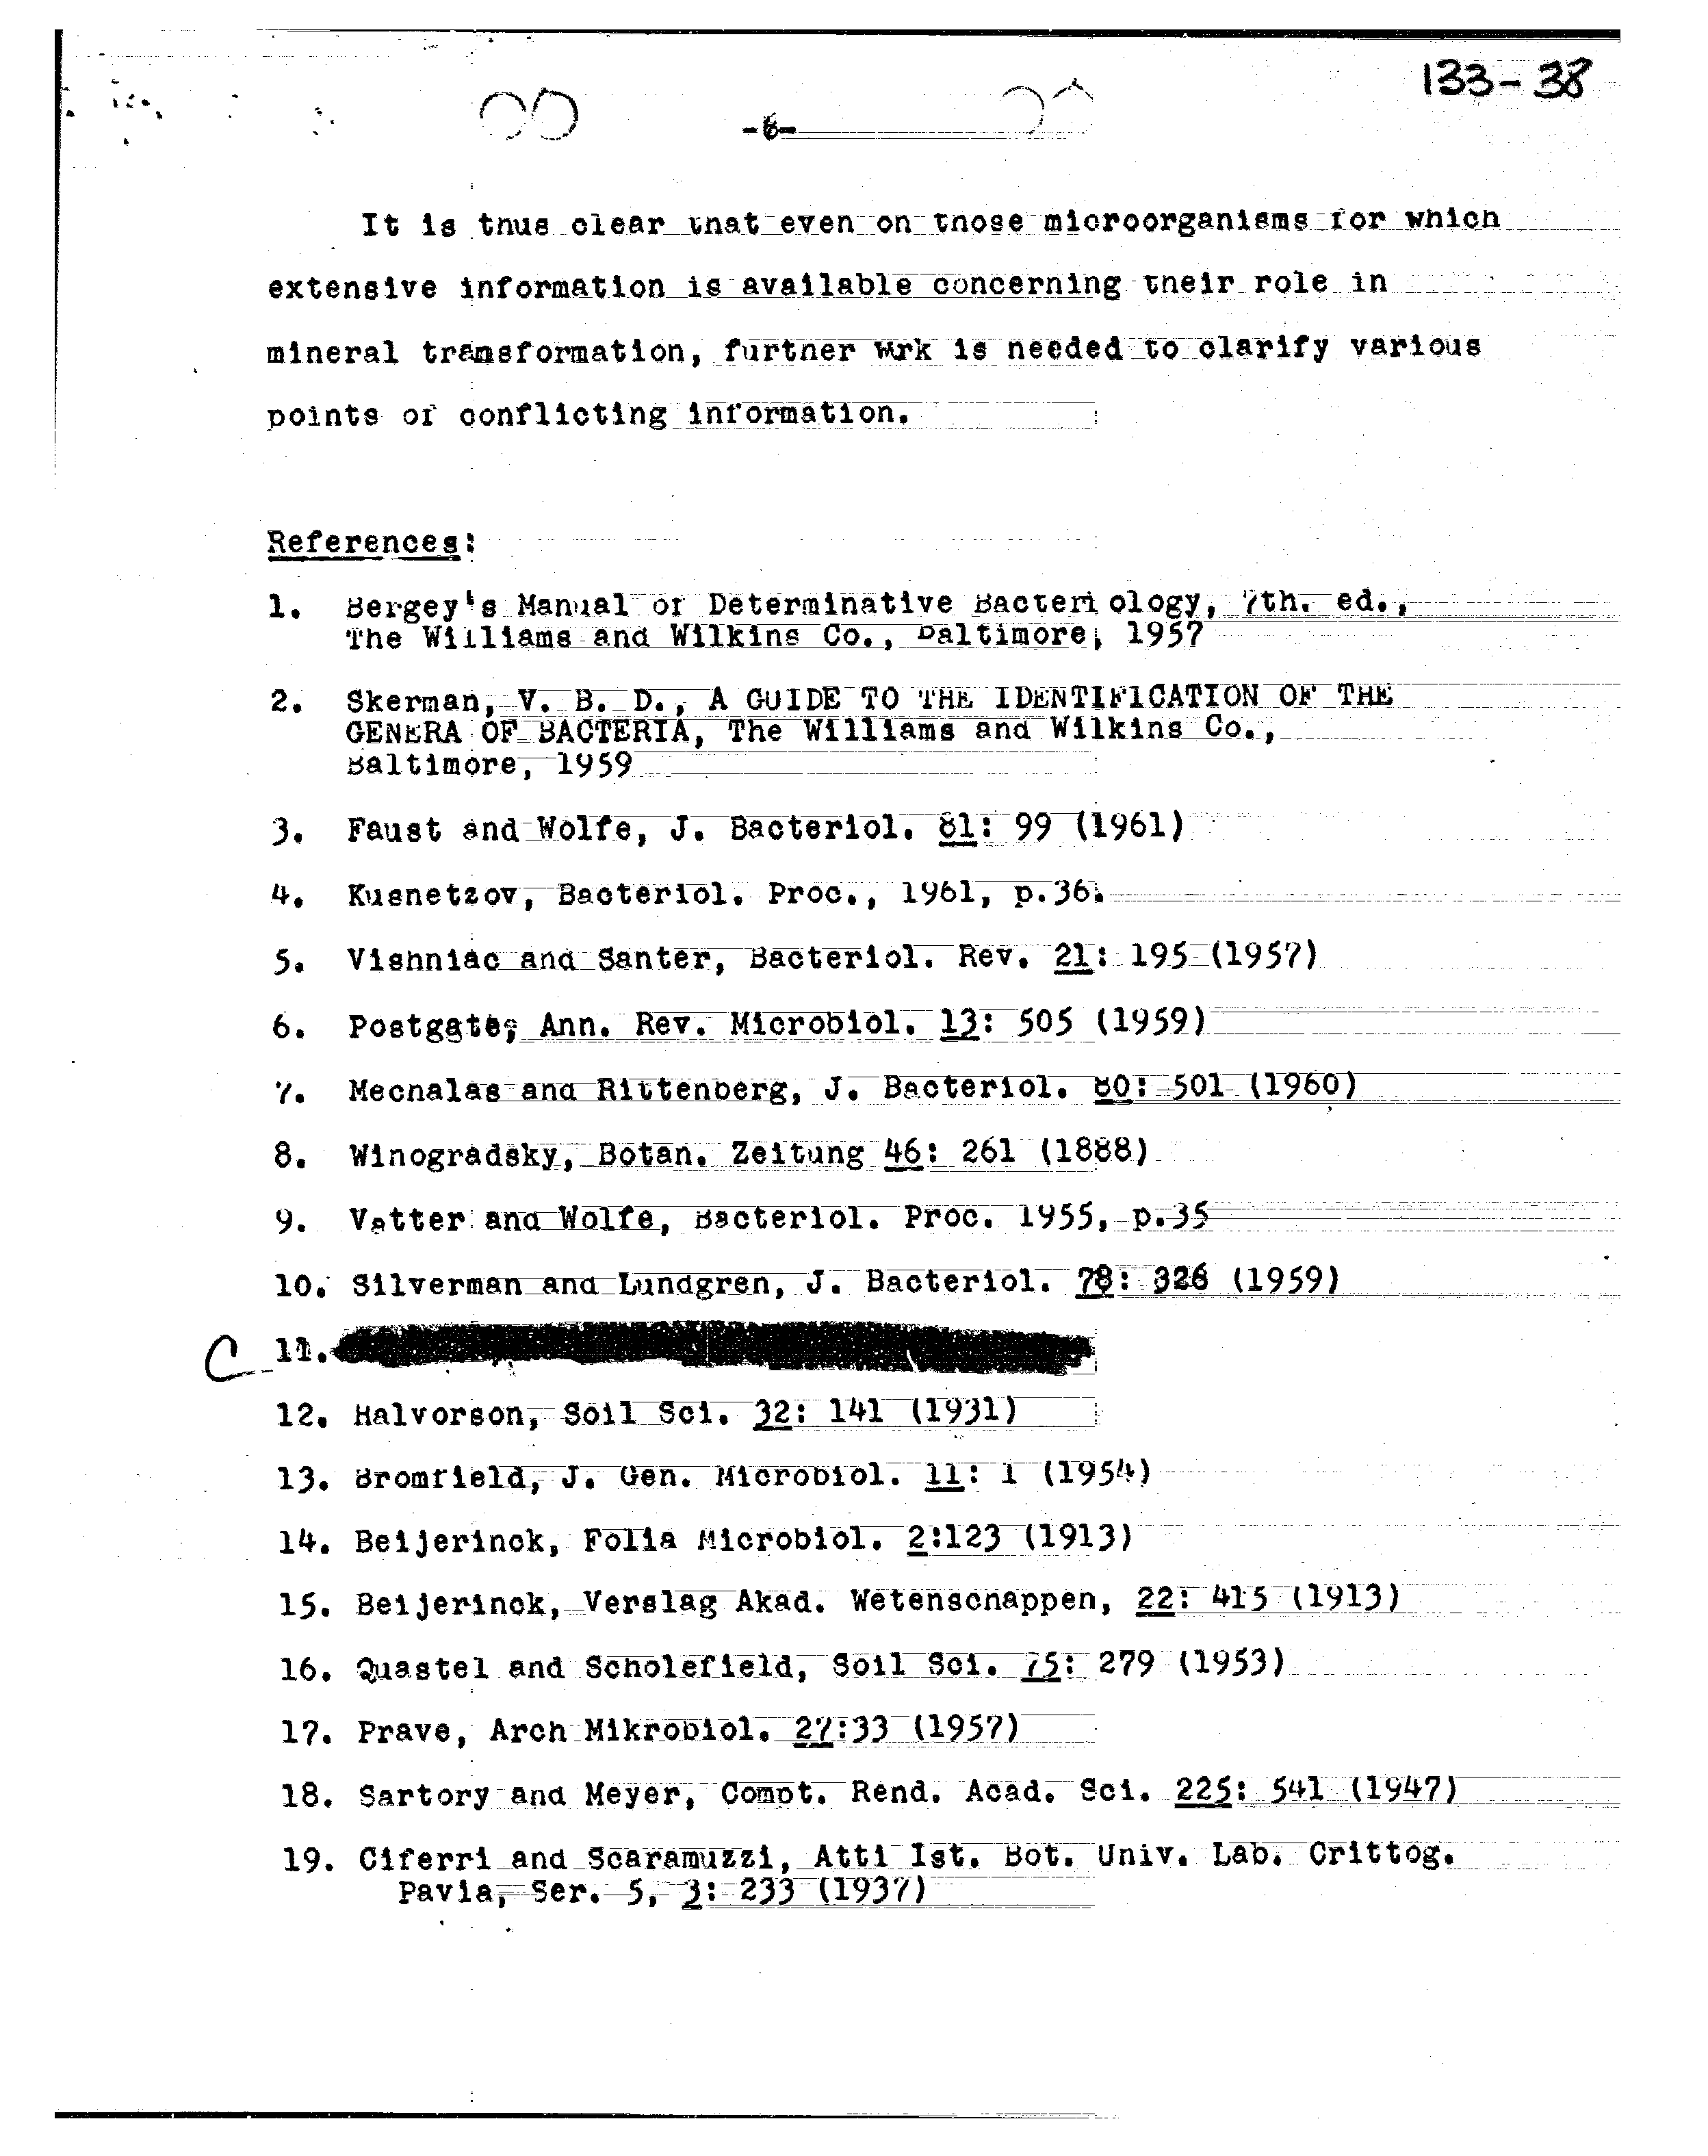 133-38
-6-
It is thus clear that even on those microorganisms for which
extensive information is available concerning their role in
mineral transformation, further wrk is needed to clarify various
points of conflicting information.
References:
1. Bergey's Manual of Determinative Bacteri ology, 7th. ed.,
The Williams and Wilkins Co., Baltimore, 1957
2. Skerman, V. B. D., A GUIDE TO THE IDENTIFICATION OF THE
GENERA OF BACTERIA, The Williams and Wilkins Co.,
Baltimore, 1959
3. Faust and Wolfe, J. Bacteriol. 81: 99 (1961)
4. Kusnetzov, Bacteriol. Proc., 1961, p.36.
5. Vishniac and Santer, Bacteriol. Rev. 21: 195 (1957)
6. Postgate, Ann. Rev. Microbiol. 13: 505 (1959)
7. Mechalas and Rittenberg, J. Bacteriol. 80: 501 (1960)
8. Winogradsky, Botan. Zeitung 46: 261 (1888)
9. Vatter and Wolfe, Bacteriol. Proc. 1955, p.35
10. Silverman and Lundgren, J. Bacteriol. 78: 326 (1959)
C 11.
12. Halvorson, Soil Sci. 32: 141 (1931)
13. Bromfield, J. Gen. Microbiol. 11: 1 (1954)
14. Beijerinck, Folia Microbiol. 2:123 (1913)
15. Beijerinck, Verslag Akad. Wetenschappen, 22: 415 (1913)
16. Quastel and Scholefield, Soil Sci. 75: 279 (1953)
17. Prave, Arch Mikrobiol. 27:33 (1957)
18. Sartory and Meyer, Compt. Rend. Acad. Sci. 225: 541 (1947)
19. Ciferri and Scaramuzzi, Atti Ist. Bot. Univ. Lab. Crittog.
Pavia, Ser. 5, 3: 233 (1937)